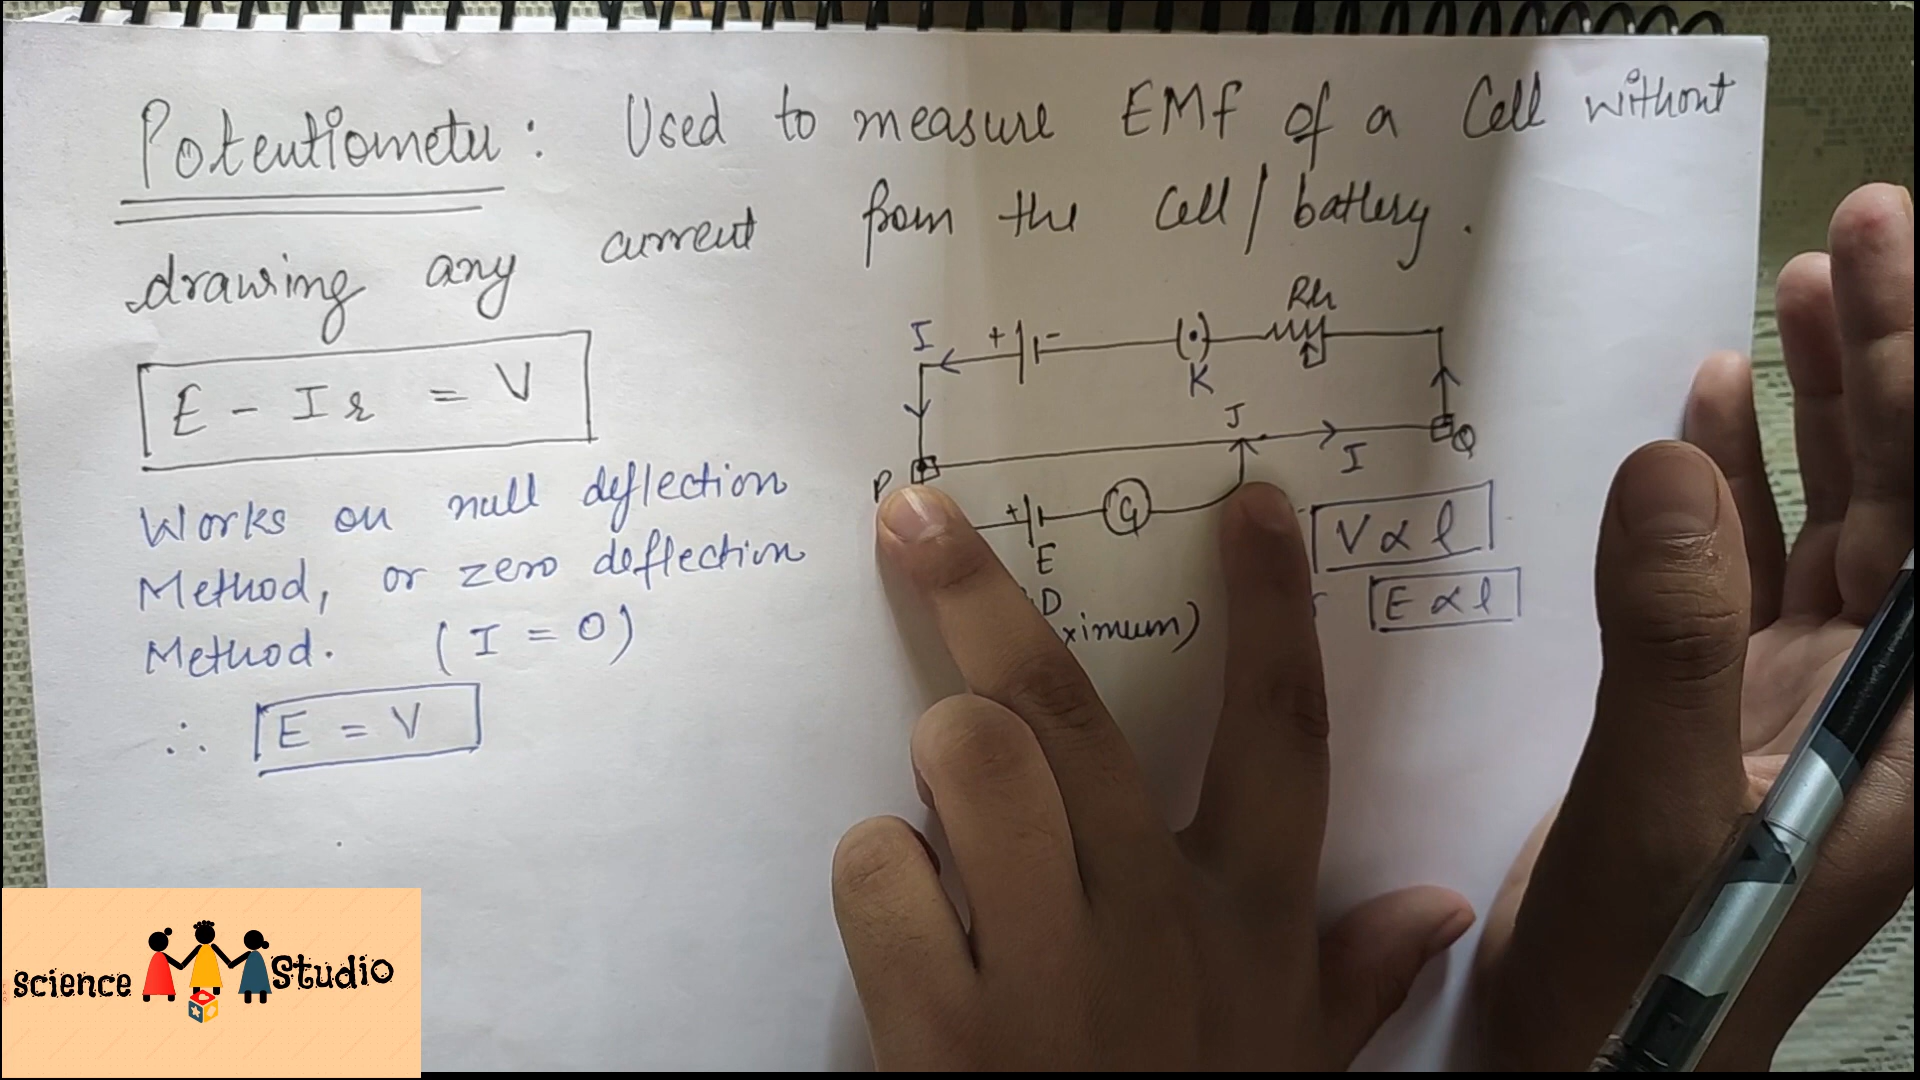 Potentiometer : Used to measure EMF of a Cell without
drawing any current from the Cell / battery .
E - Ir = V
Works on null deflection
Method, or zero deflection
Method. ( I = 0 )
∴ E = V
I
+ -
K
Rh
J
I
P
Q
+
G
E
D
ximum)
V ∝ l
E ∝ l
Science Studio